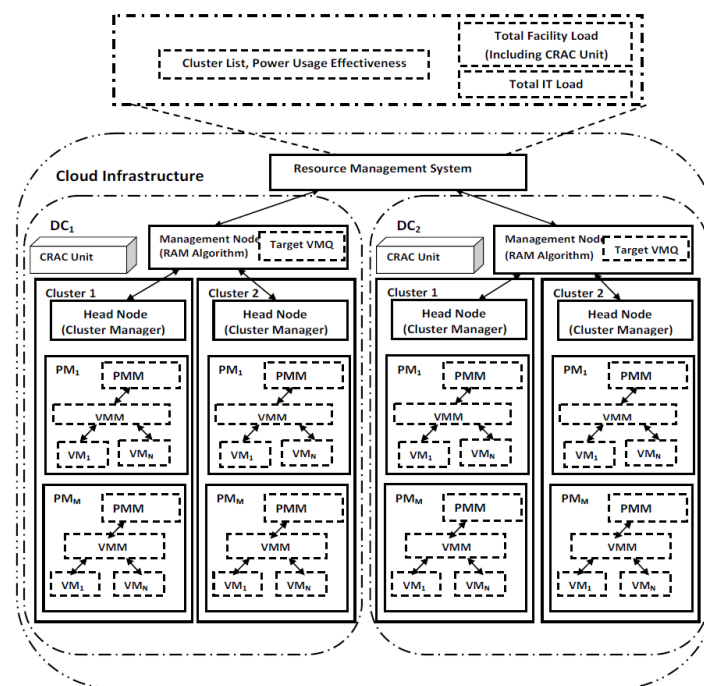 Total Facility Load
(Including CRAC Unit)
Cluster List, Power Usage Effectiveness
Total IT Load
Resource Management System
Cloud Infrastructure
DC₁
CRAC Unit
Management Node
(RAM Algorithm)
Target VMQ
Cluster 1
Head Node
(Cluster Manager)
PM₁
PMM
VMM
VM₁
VMN
PMM
PMM
VMM
VM₁
VMN
Cluster 2
Head Node
(Cluster Manager)
PM₁
PMM
VMM
VM₁
VMN
PMM
PMM
VMM
VM₁
VMN
DC₂
CRAC Unit
Management Node
(RAM Algorithm)
Target VMQ
Cluster 1
Head Node
(Cluster Manager)
PM₁
PMM
VMM
VM₁
VMN
PMM
PMM
VMM
VM₁
VMN
Cluster 2
Head Node
(Cluster Manager)
PM₁
PMM
VMM
VM₁
VMN
PMM
PMM
VMM
VM₁
VMN